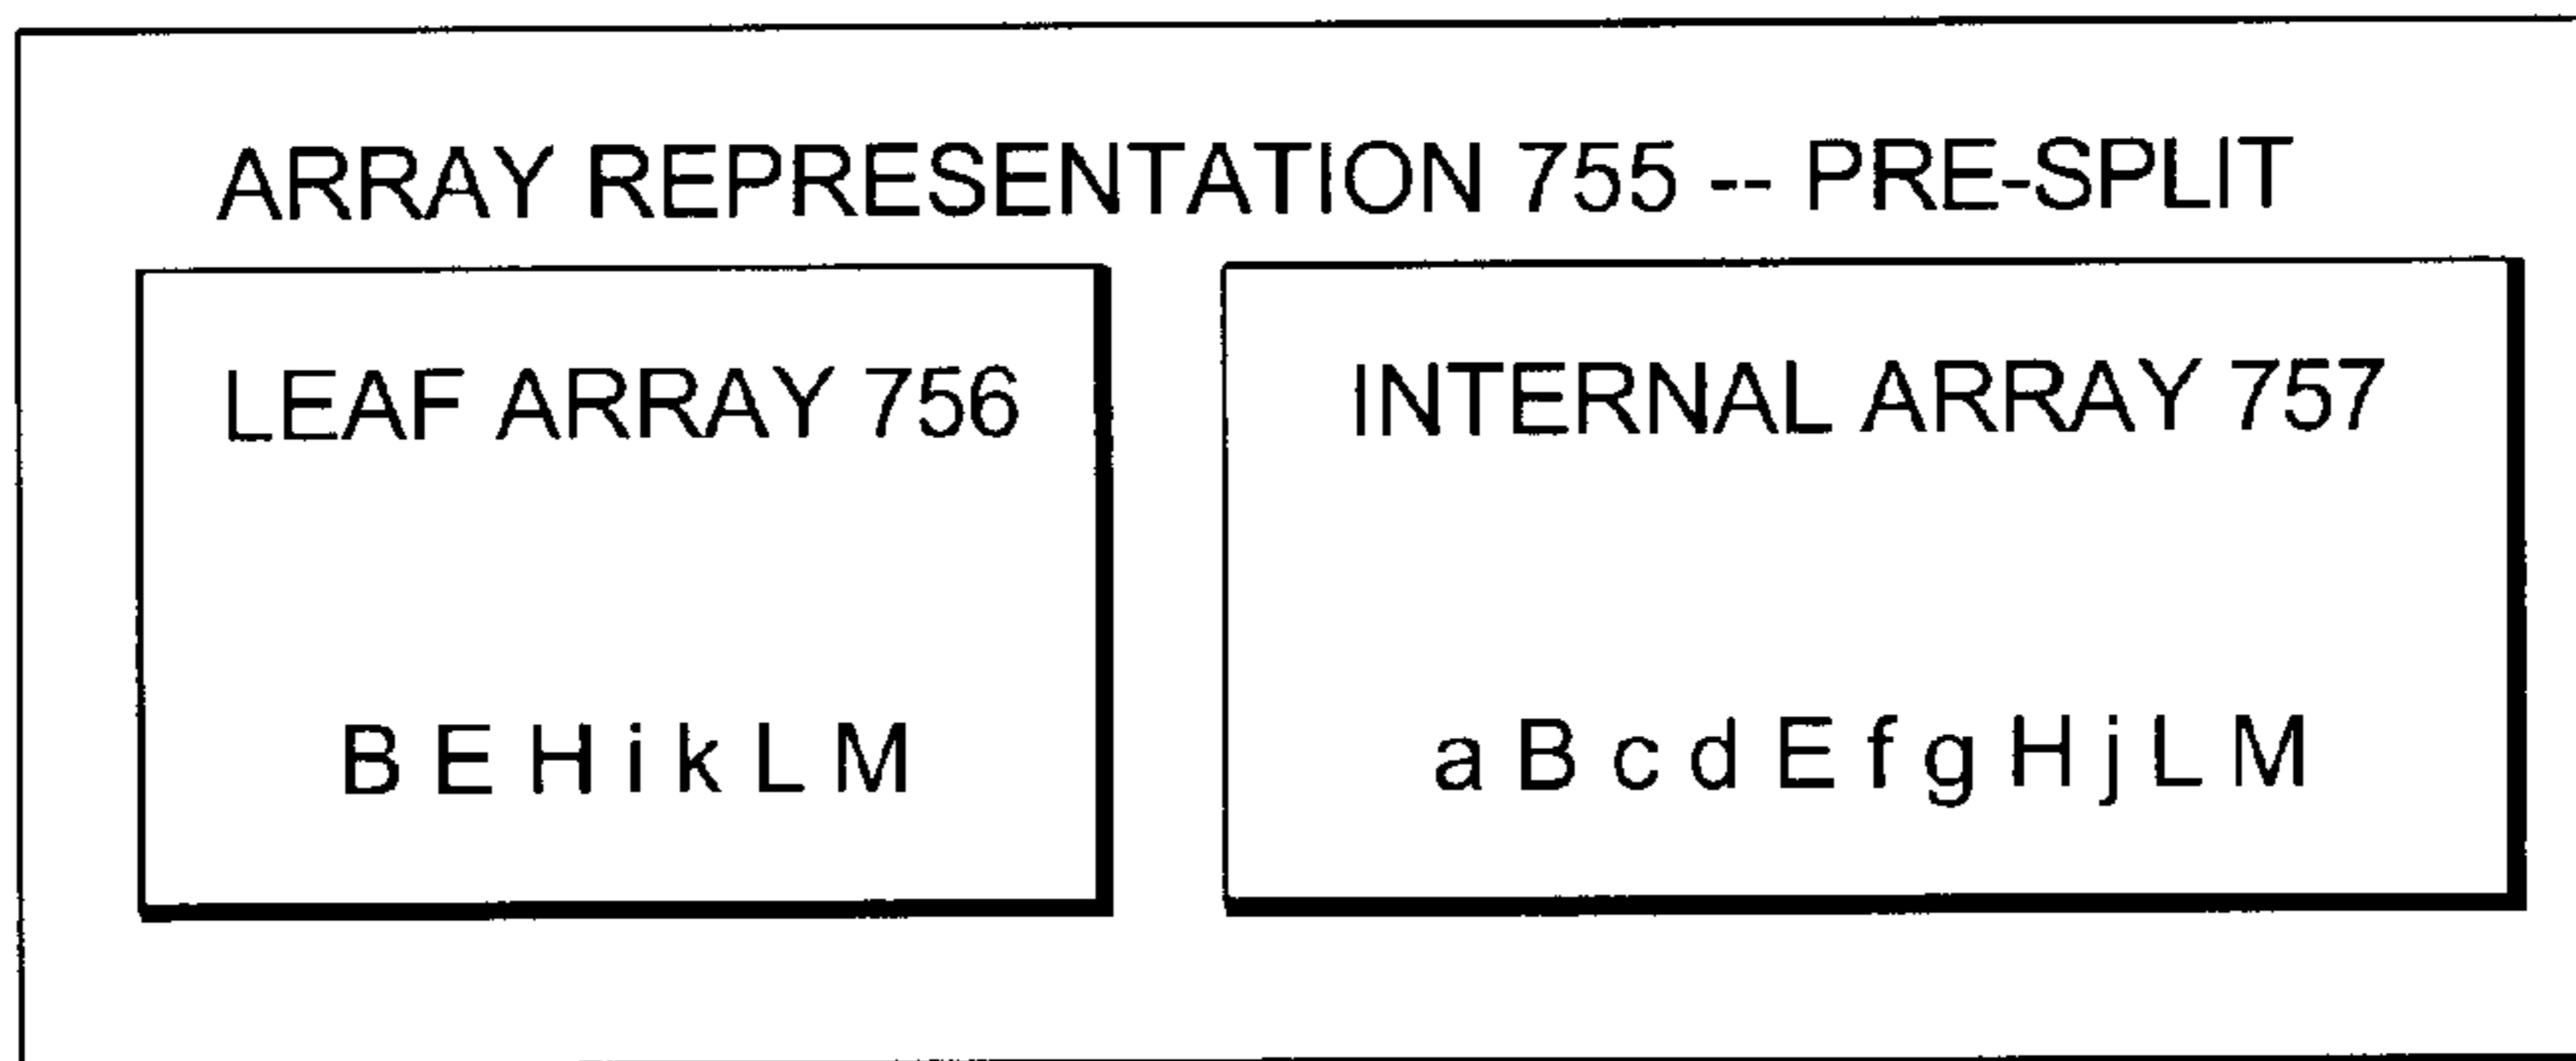 ARRAY REPRESENTATION 755 -- PRE-SPLIT
LEAF ARRAY 756
B E H i k L M
INTERNAL ARRAY 757
a B c d E f g H j L M